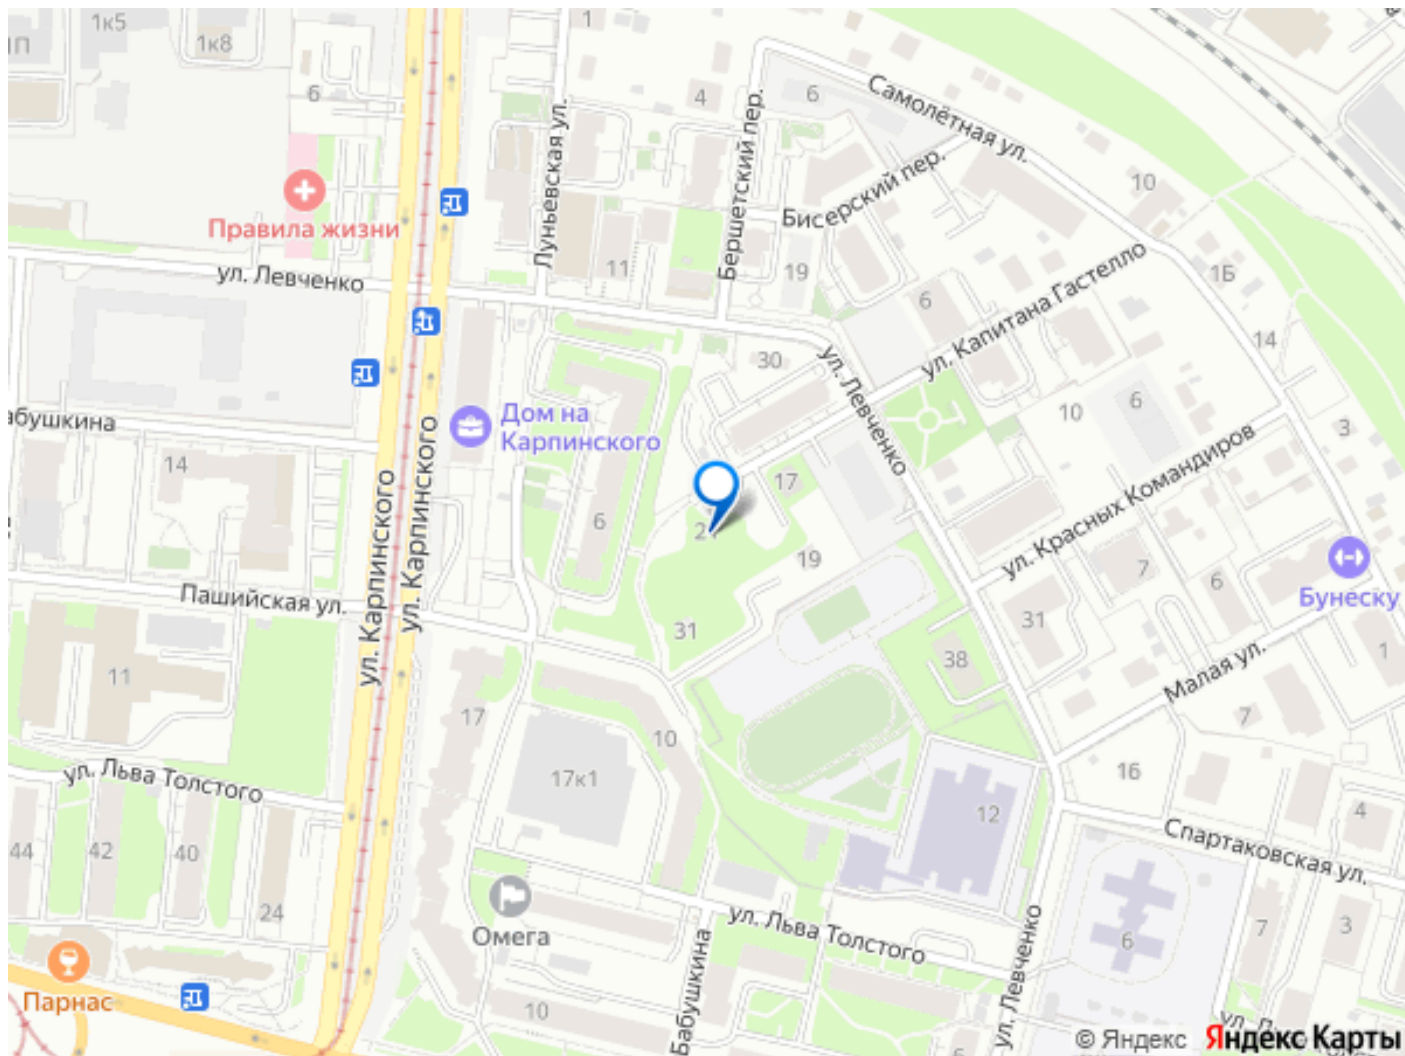 1к5
1к8
1
6
4
6
Самолётная ул.
Луньевская ул.
Бершетский пер.
Бисерский пер.
10
Правила жизни
ул. Левченко
11
19
1Б
6
ул. Капитана Гастелло
14
30
ул. Левченко
10
6
3
абушкина
Дом на
Карпинского
14
ул. Карпинского
ул. Карпинского
17
6
2
19
ул. Красных Командиров
7
6
Бунеску
Пашийская ул.
31
31
38
Малая ул.
1
11
17
10
7
17к1
16
ул. Льва Толстого
12
4
Спартаковская ул.
44
42
40
24
Омега
ул. Льва Толстого
7
3
6
Парнас
10
Бабушкина
ул. Левченко
6
© Яндекс Яндекс Карты